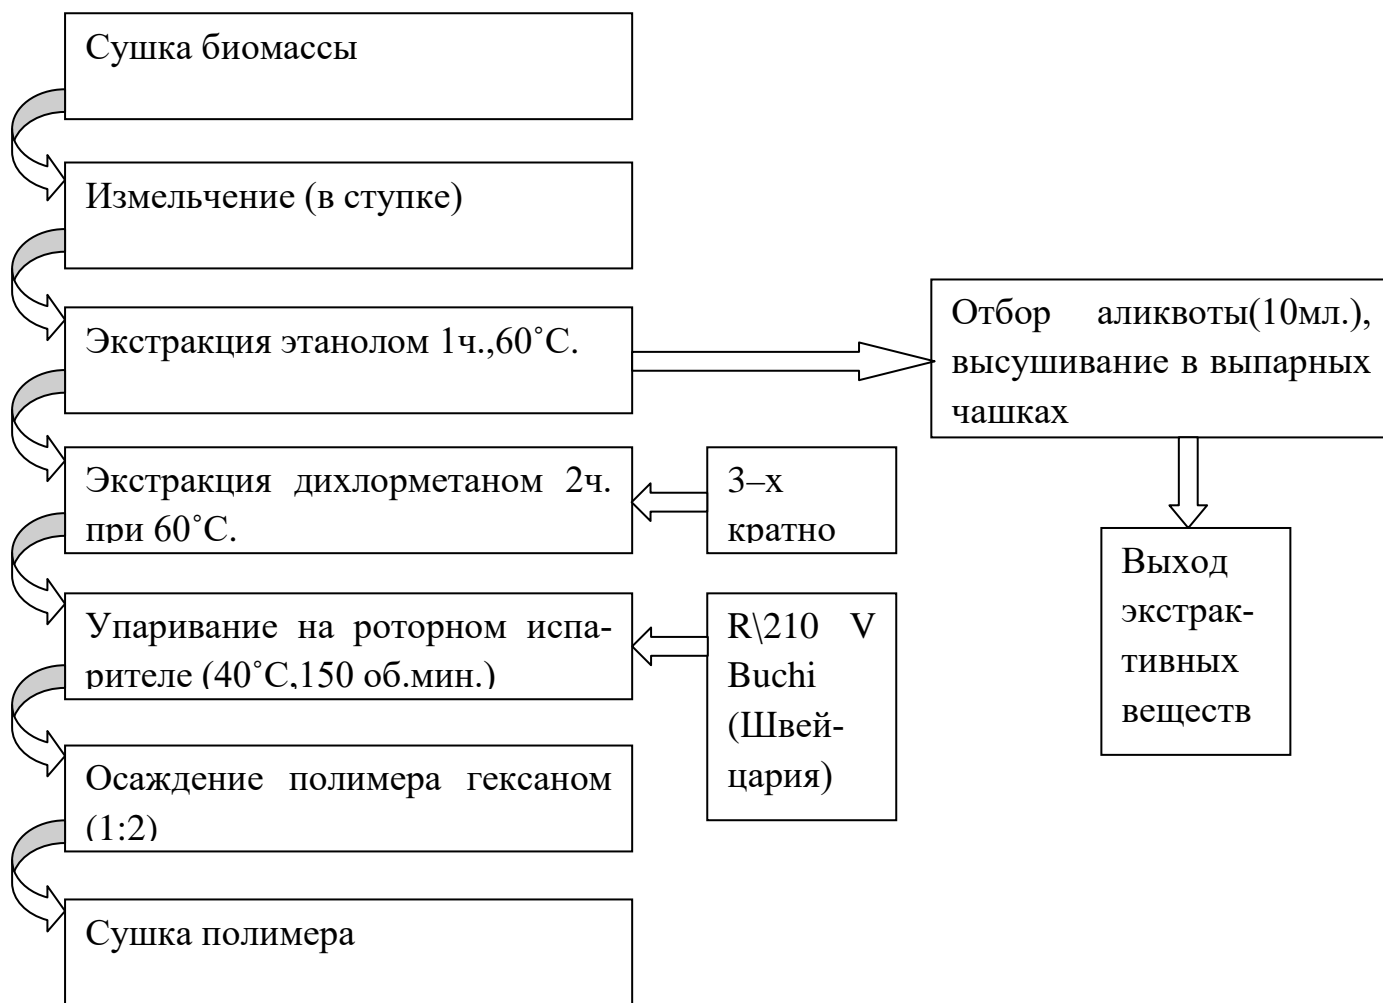 Сушка биомассы
Измельчение (в ступке)
Экстракция этанолом 1ч.,60˚С.
Отбор аликвоты(10мл.),
высушивание в выпарных
чашках
Экстракция дихлорметаном 2ч.
при 60˚С.
3–х
кратно
Выход
экстрак-
тивных
веществ
Упаривание на роторном испа-
рителе (40˚С,150 об.мин.)
R\210 V
Buchi
(Швей-
цария)
Осаждение полимера гексаном
(1:2)
Сушка полимера